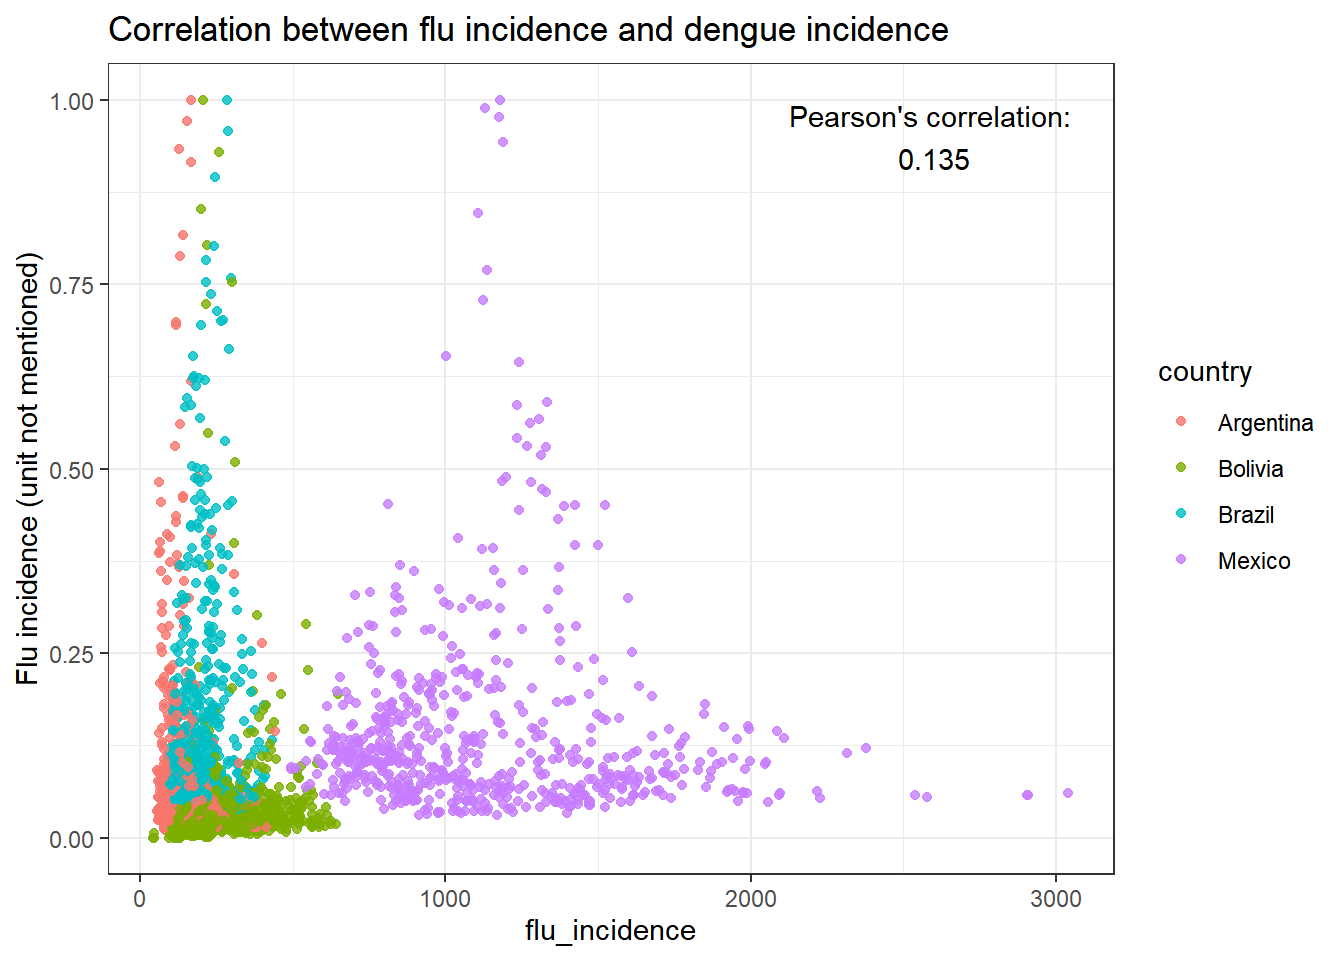 Correlation between flu incidence and dengue incidence
Pearson's correlation:
0.135
Flu incidence (unit not mentioned)
1.00
0.75
0.50
0.25
0.00
0
1000
2000
3000
flu_incidence
country
Argentina
Bolivia
Brazil
Mexico